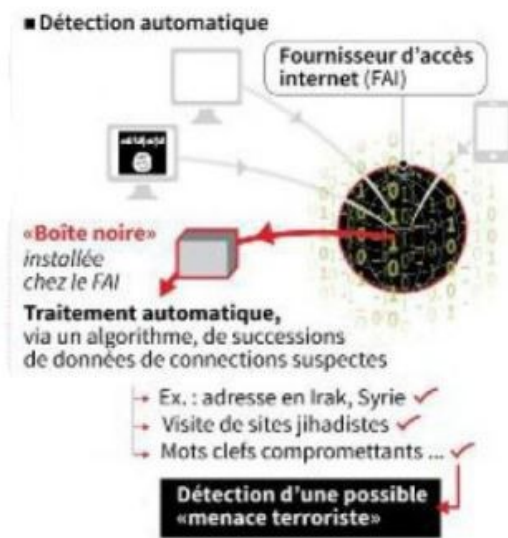 ■ Détection automatique
Fournisseur d'accès
internet (FAI)
«Boîte noire»
installée
chez le FAI
Traitement automatique,
via un algorithme, de successions
de données de connections suspectes
→ Ex. : adresse en Irak, Syrie ✓
→ Visite de sites jihadistes ✓
→ Mots clefs compromettants ... ✓
Détection d'une possible
«menace terroriste»